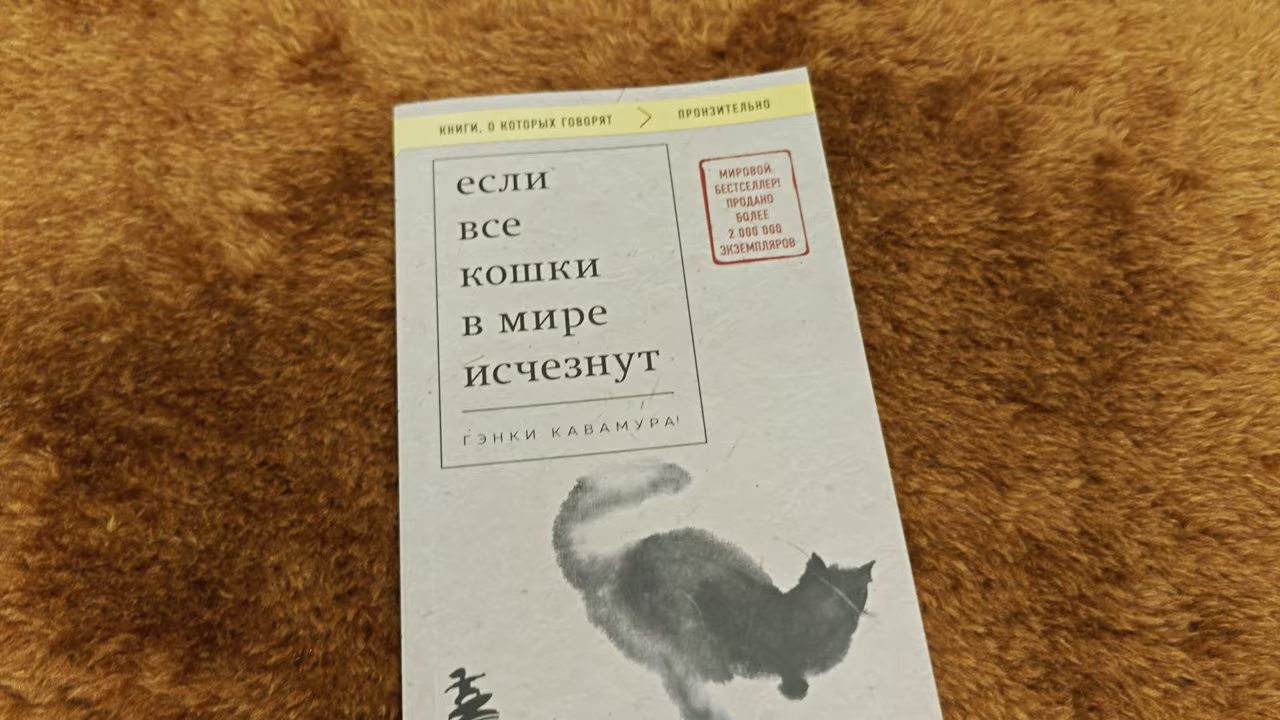 КНИГИ, О КОТОРЫХ ГОВОРЯТ > ПРОНЗИТЕЛЬНО
если
все
кошки
в мире
исчезнут
ГЭНКИ КАВАМУРА
МИРОВОЙ
БЕСТСЕЛЛЕР!
ПРОДАНО
БОЛЕЕ
2 000 000
ЭКЗЕМПЛЯРОВ